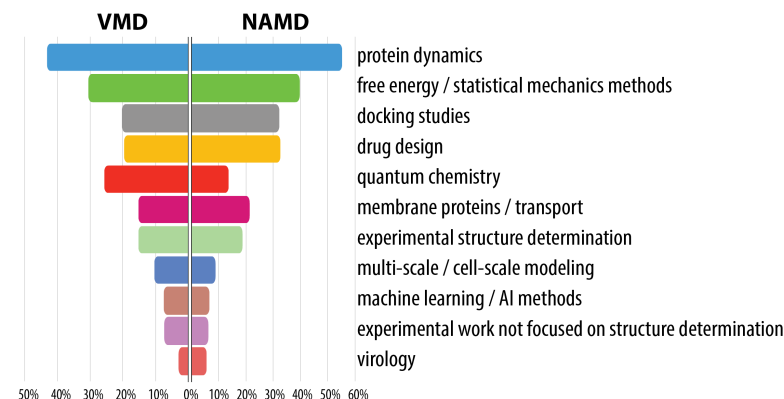 VMD NAMD
protein dynamics
free energy / statistical mechanics methods
docking studies
drug design
quantum chemistry
membrane proteins / transport
experimental structure determination
multi-scale / cell-scale modeling
machine learning / AI methods
experimental work not focused on structure determination
virology
50% 40% 30% 20% 10% 0% 10% 20% 30% 40% 50% 60%